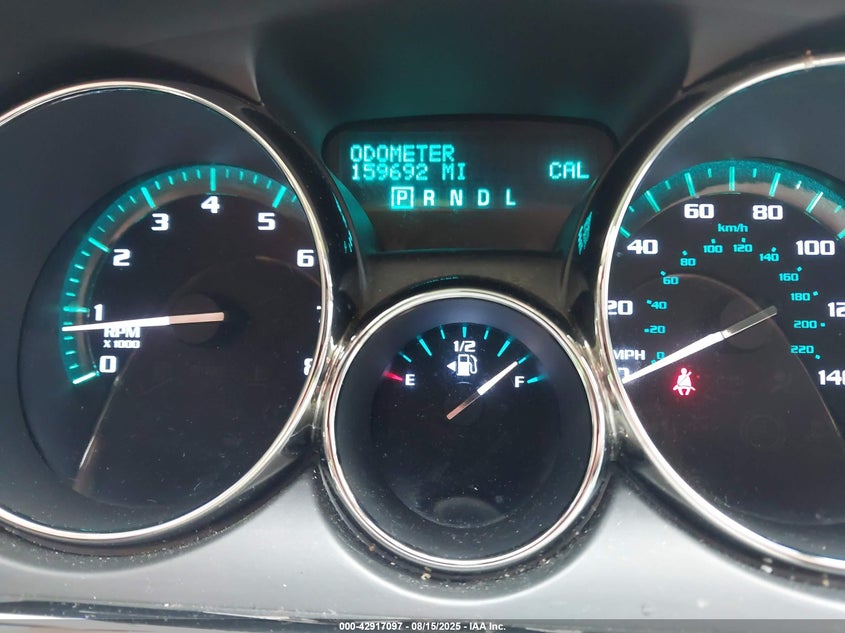 ODOMETER
159692 MI CAL
P R N D L
0 1 2 3 4 5 6 8
RPM
X 1000
E 1/2 F
20 40 60 80 100 140
km/h
0 20 40 60 80 100 120 140 160 180 200 220
MPH
000-42917097 - 08/15/2025 - IAA Inc.